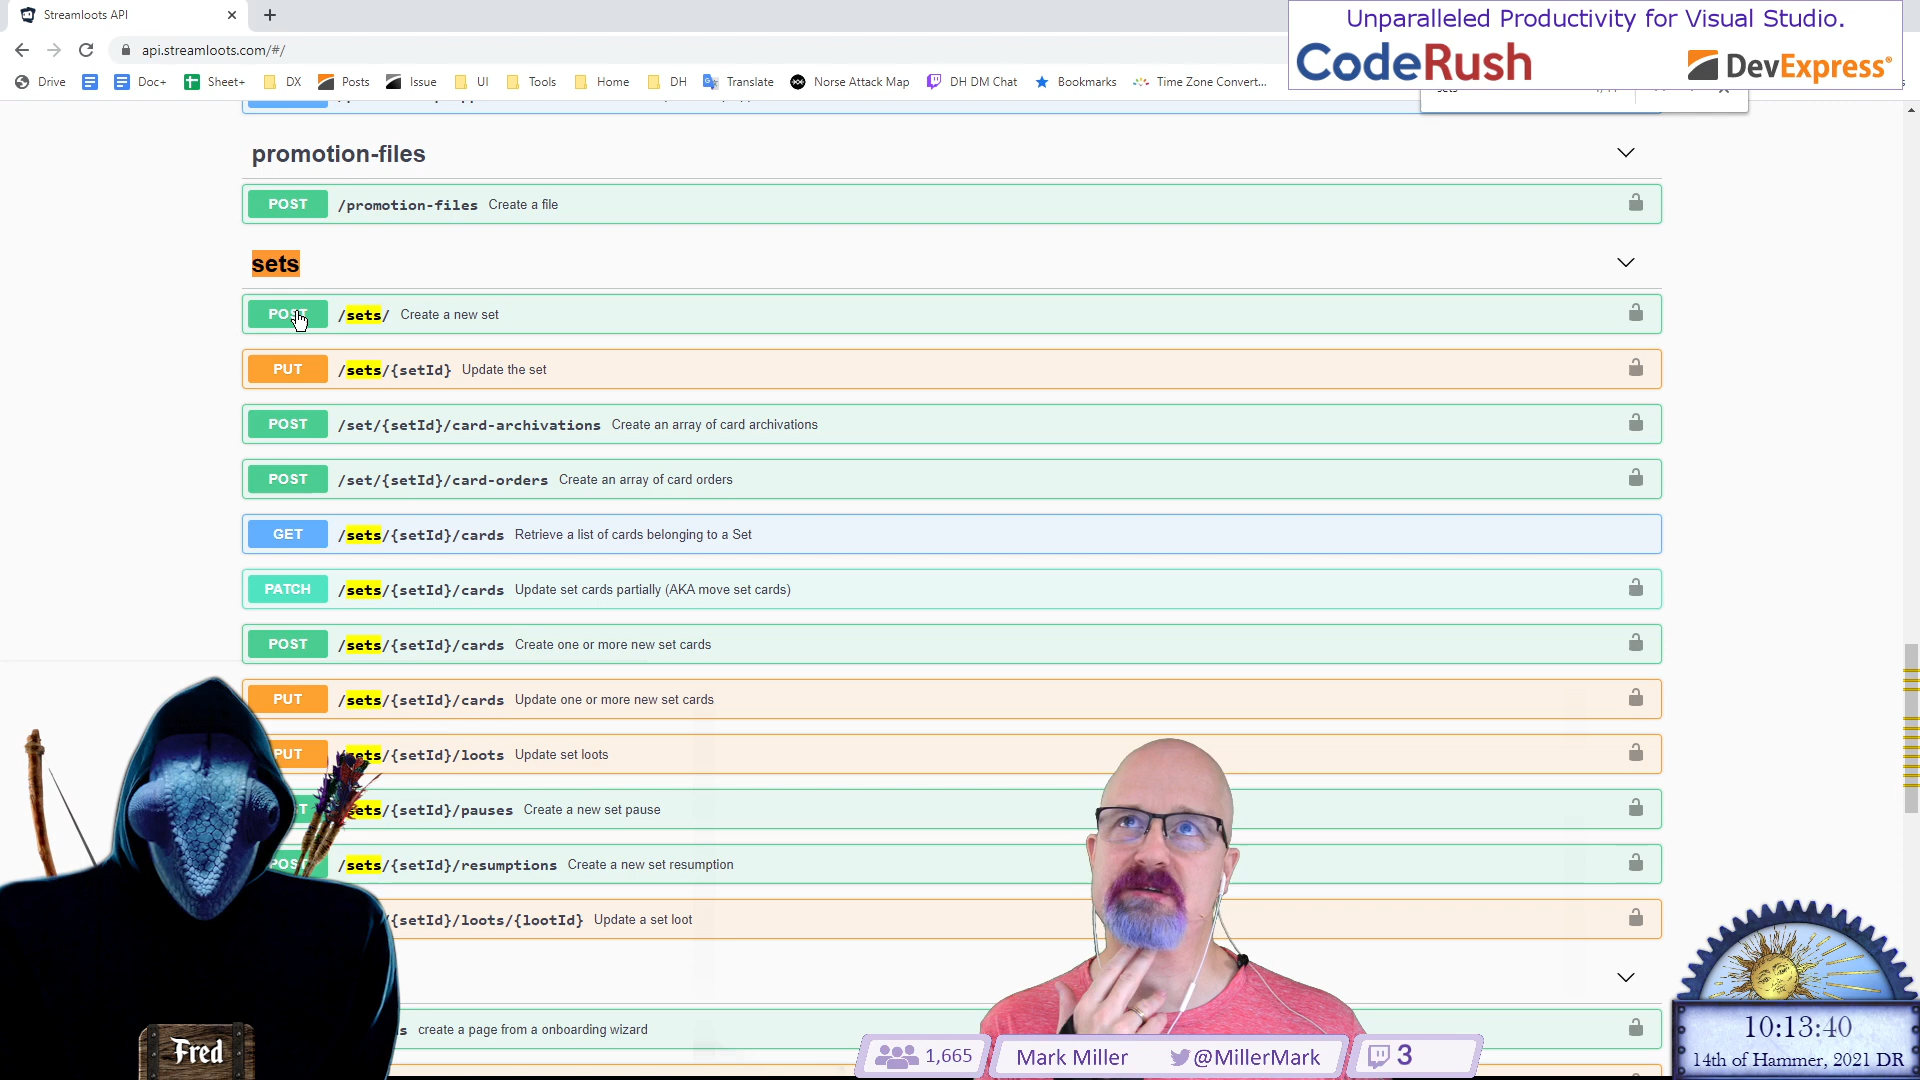 Streamloots API
Unparalleled Productivity for Visual Studio.
CodeRush DevExpress
api.streamloots.com/#/
Drive Doc+ Sheet+ DX Posts Issue UI Tools Home DH Translate Norse Attack Map DH DM Chat Bookmarks Time Zone Convert...
promotion-files
POST /promotion-files Create a file
sets
POST /sets/ Create a new set
PUT /sets/{setId} Update the set
POST /set/{setId}/card-archivations Create an array of card archivations
POST /set/{setId}/card-orders Create an array of card orders
GET /sets/{setId}/cards Retrieve a list of cards belonging to a Set
PATCH /sets/{setId}/cards Update set cards partially (AKA move set cards)
POST /sets/{setId}/cards Create one or more new set cards
PUT /sets/{setId}/cards Update one or more new set cards
PUT sets/{setId}/loots Update set loots
sets/{setId}/pauses Create a new set pause
POST /sets/{setId}/resumptions Create a new set resumption
{setId}/loots/{lootId} Update a set loot
create a page from a onboarding wizard
Fred
1,665 Mark Miller @MillerMark 3
10:13:40
14th of Hammer, 2021 DR